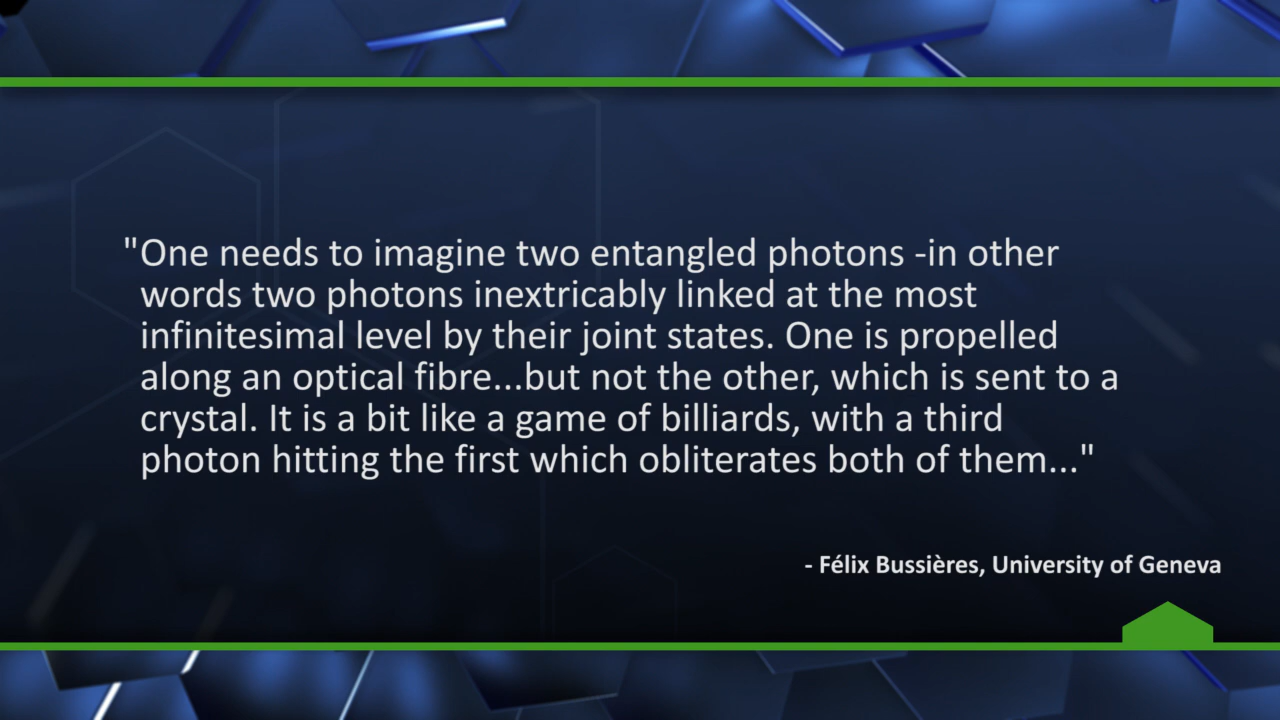 "One needs to imagine two entangled photons -in other
words two photons inextricably linked at the most
infinitesimal level by their joint states. One is propelled
along an optical fibre...but not the other, which is sent to a
crystal. It is a bit like a game of billiards, with a third
photon hitting the first which obliterates both of them..."
- Félix Bussières, University of Geneva